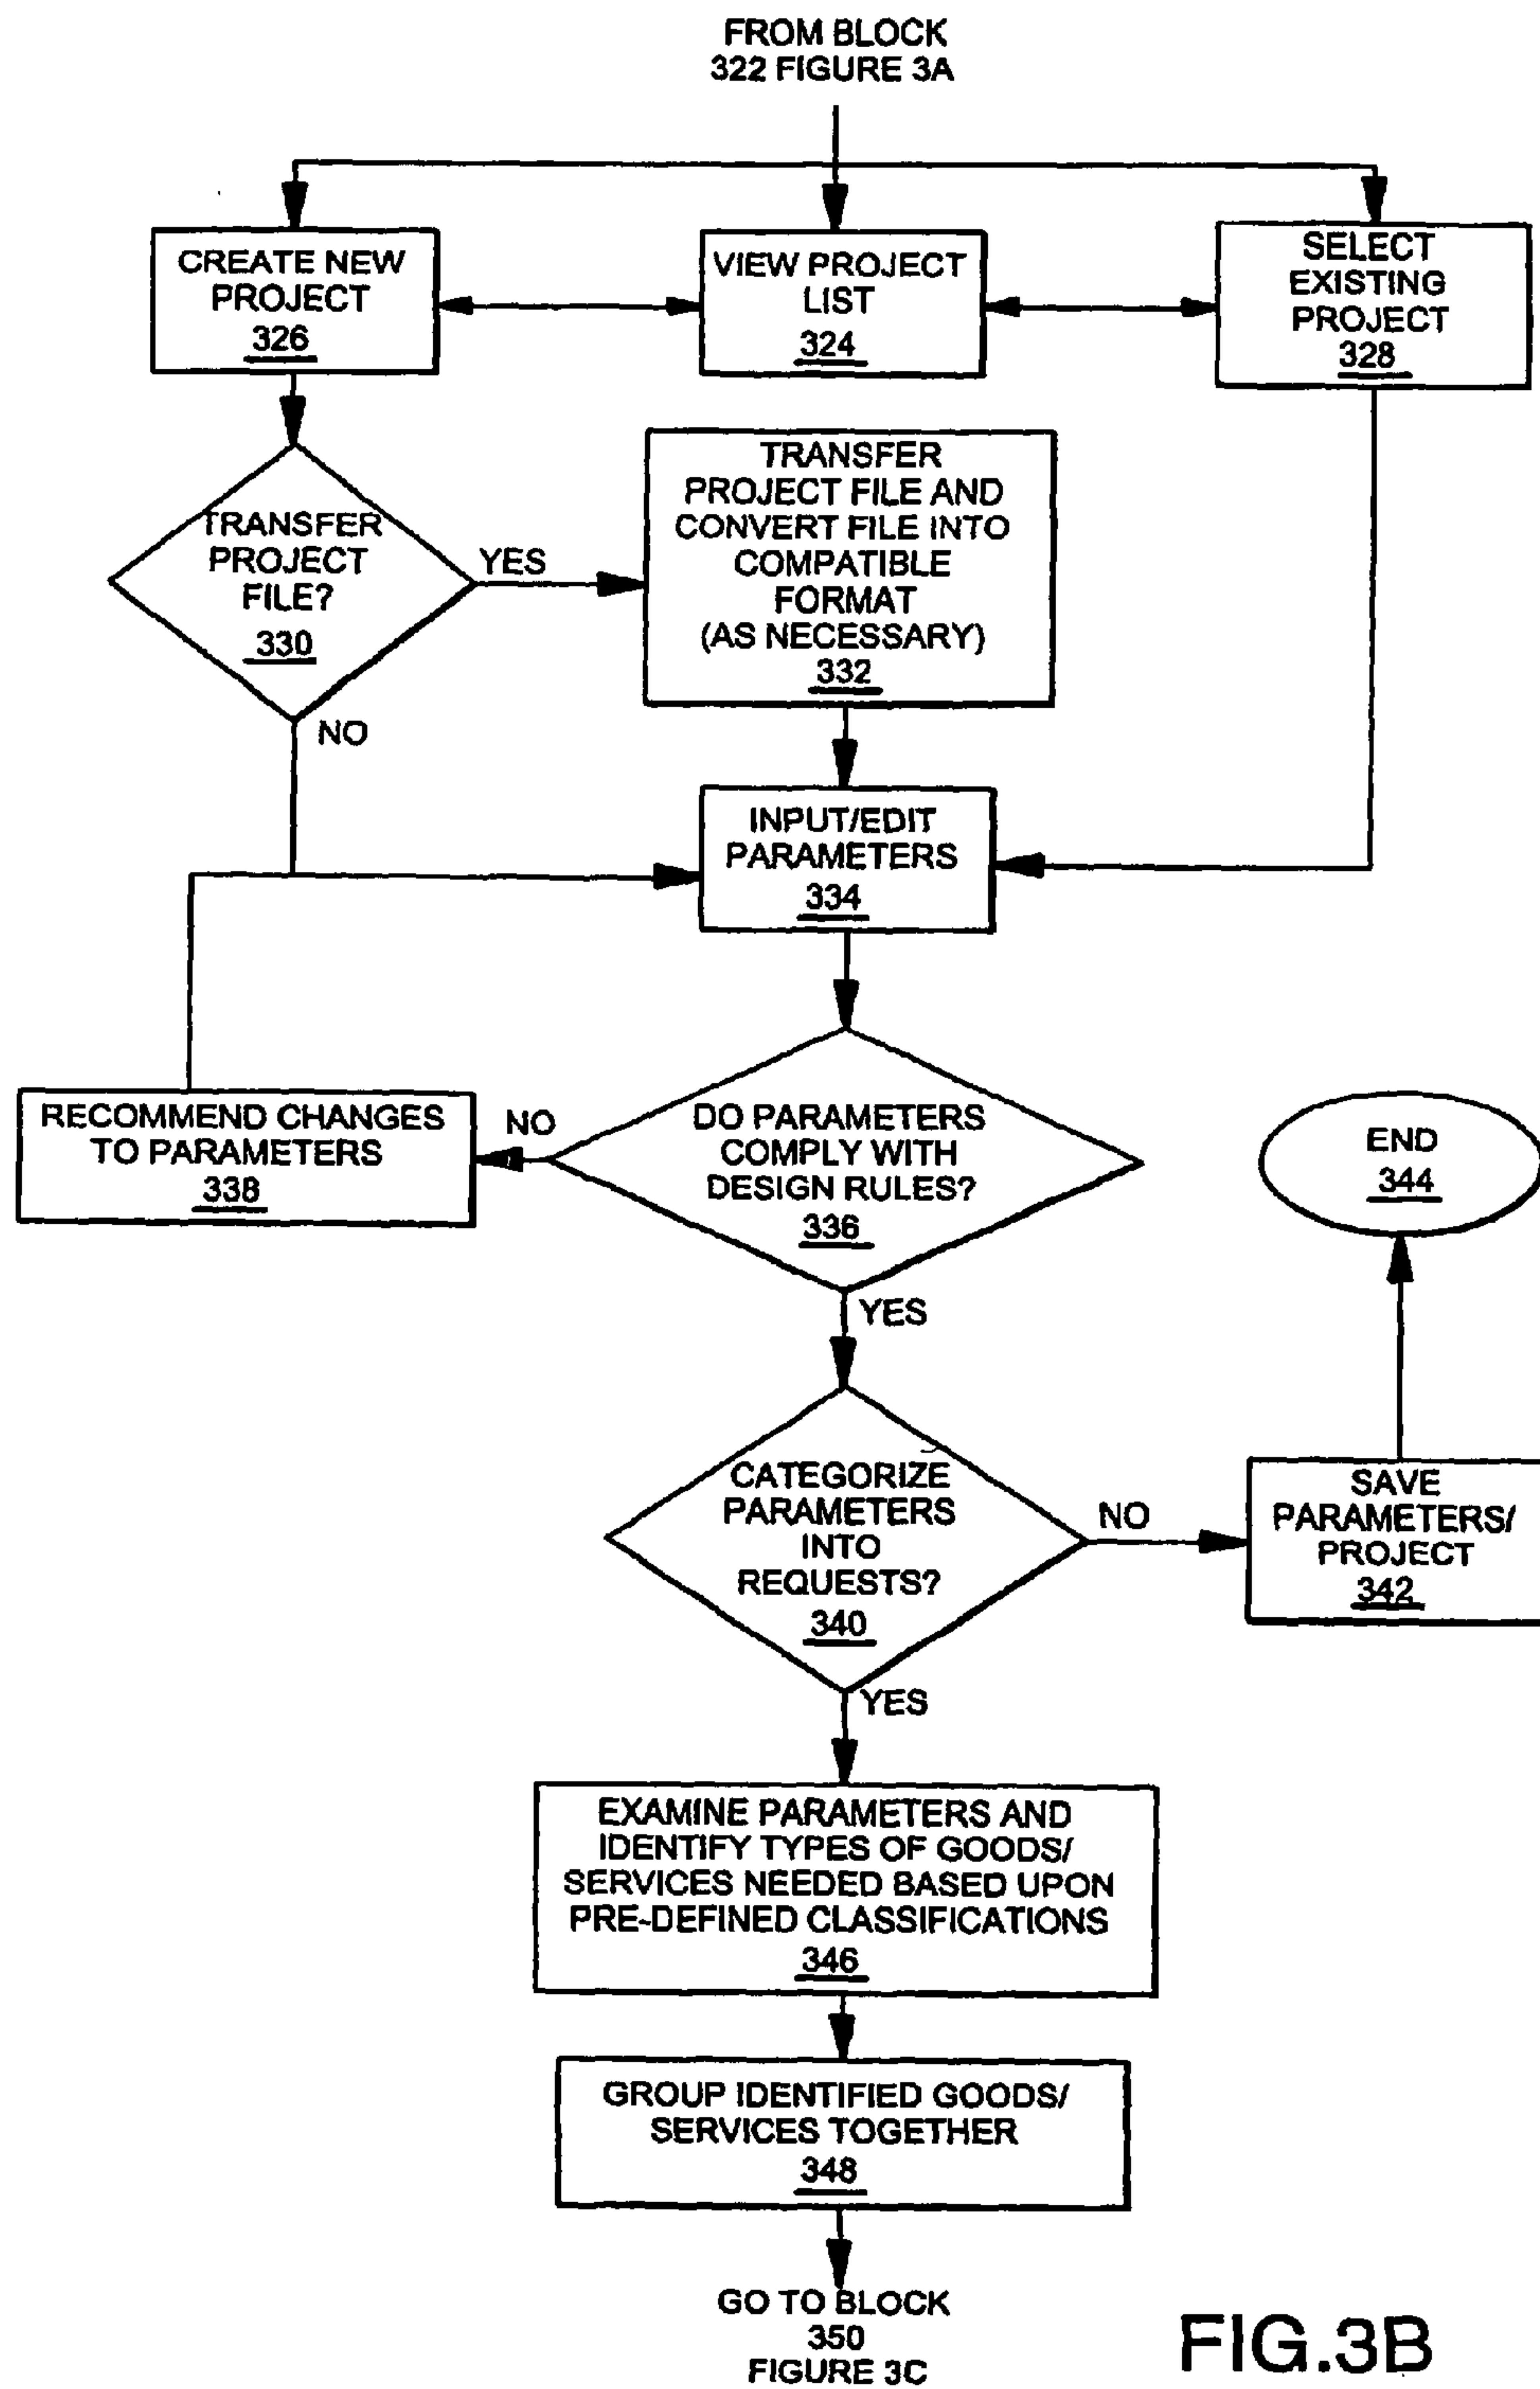 FROM BLOCK
322 FIGURE 3A
CREATE NEW
PROJECT
326
VIEW PROJECT
LIST
324
SELECT
EXISTING
PROJECT
328
TRANSFER
PROJECT
FILE?
330
YES
NO
TRANSFER
PROJECT FILE AND
CONVERT FILE INTO
COMPATIBLE
FORMAT
(AS NECESSARY)
332
INPUT/EDIT
PARAMETERS
334
RECOMMEND CHANGES
TO PARAMETERS
338
NO
DO PARAMETERS
COMPLY WITH
DESIGN RULES?
336
YES
END
344
CATEGORIZE
PARAMETERS
INTO
REQUESTS?
340
NO
YES
SAVE
PARAMETERS/
PROJECT
342
EXAMINE PARAMETERS AND
IDENTIFY TYPES OF GOODS/
SERVICES NEEDED BASED UPON
PRE-DEFINED CLASSIFICATIONS
346
GROUP IDENTIFIED GOODS/
SERVICES TOGETHER
348
GO TO BLOCK
350
FIGURE 3C
FIG.3B